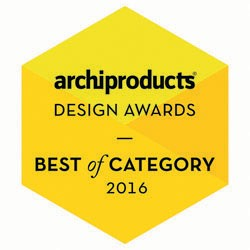 archiproducts®
DESIGN AWARDS
—
BEST of CATEGORY
2016